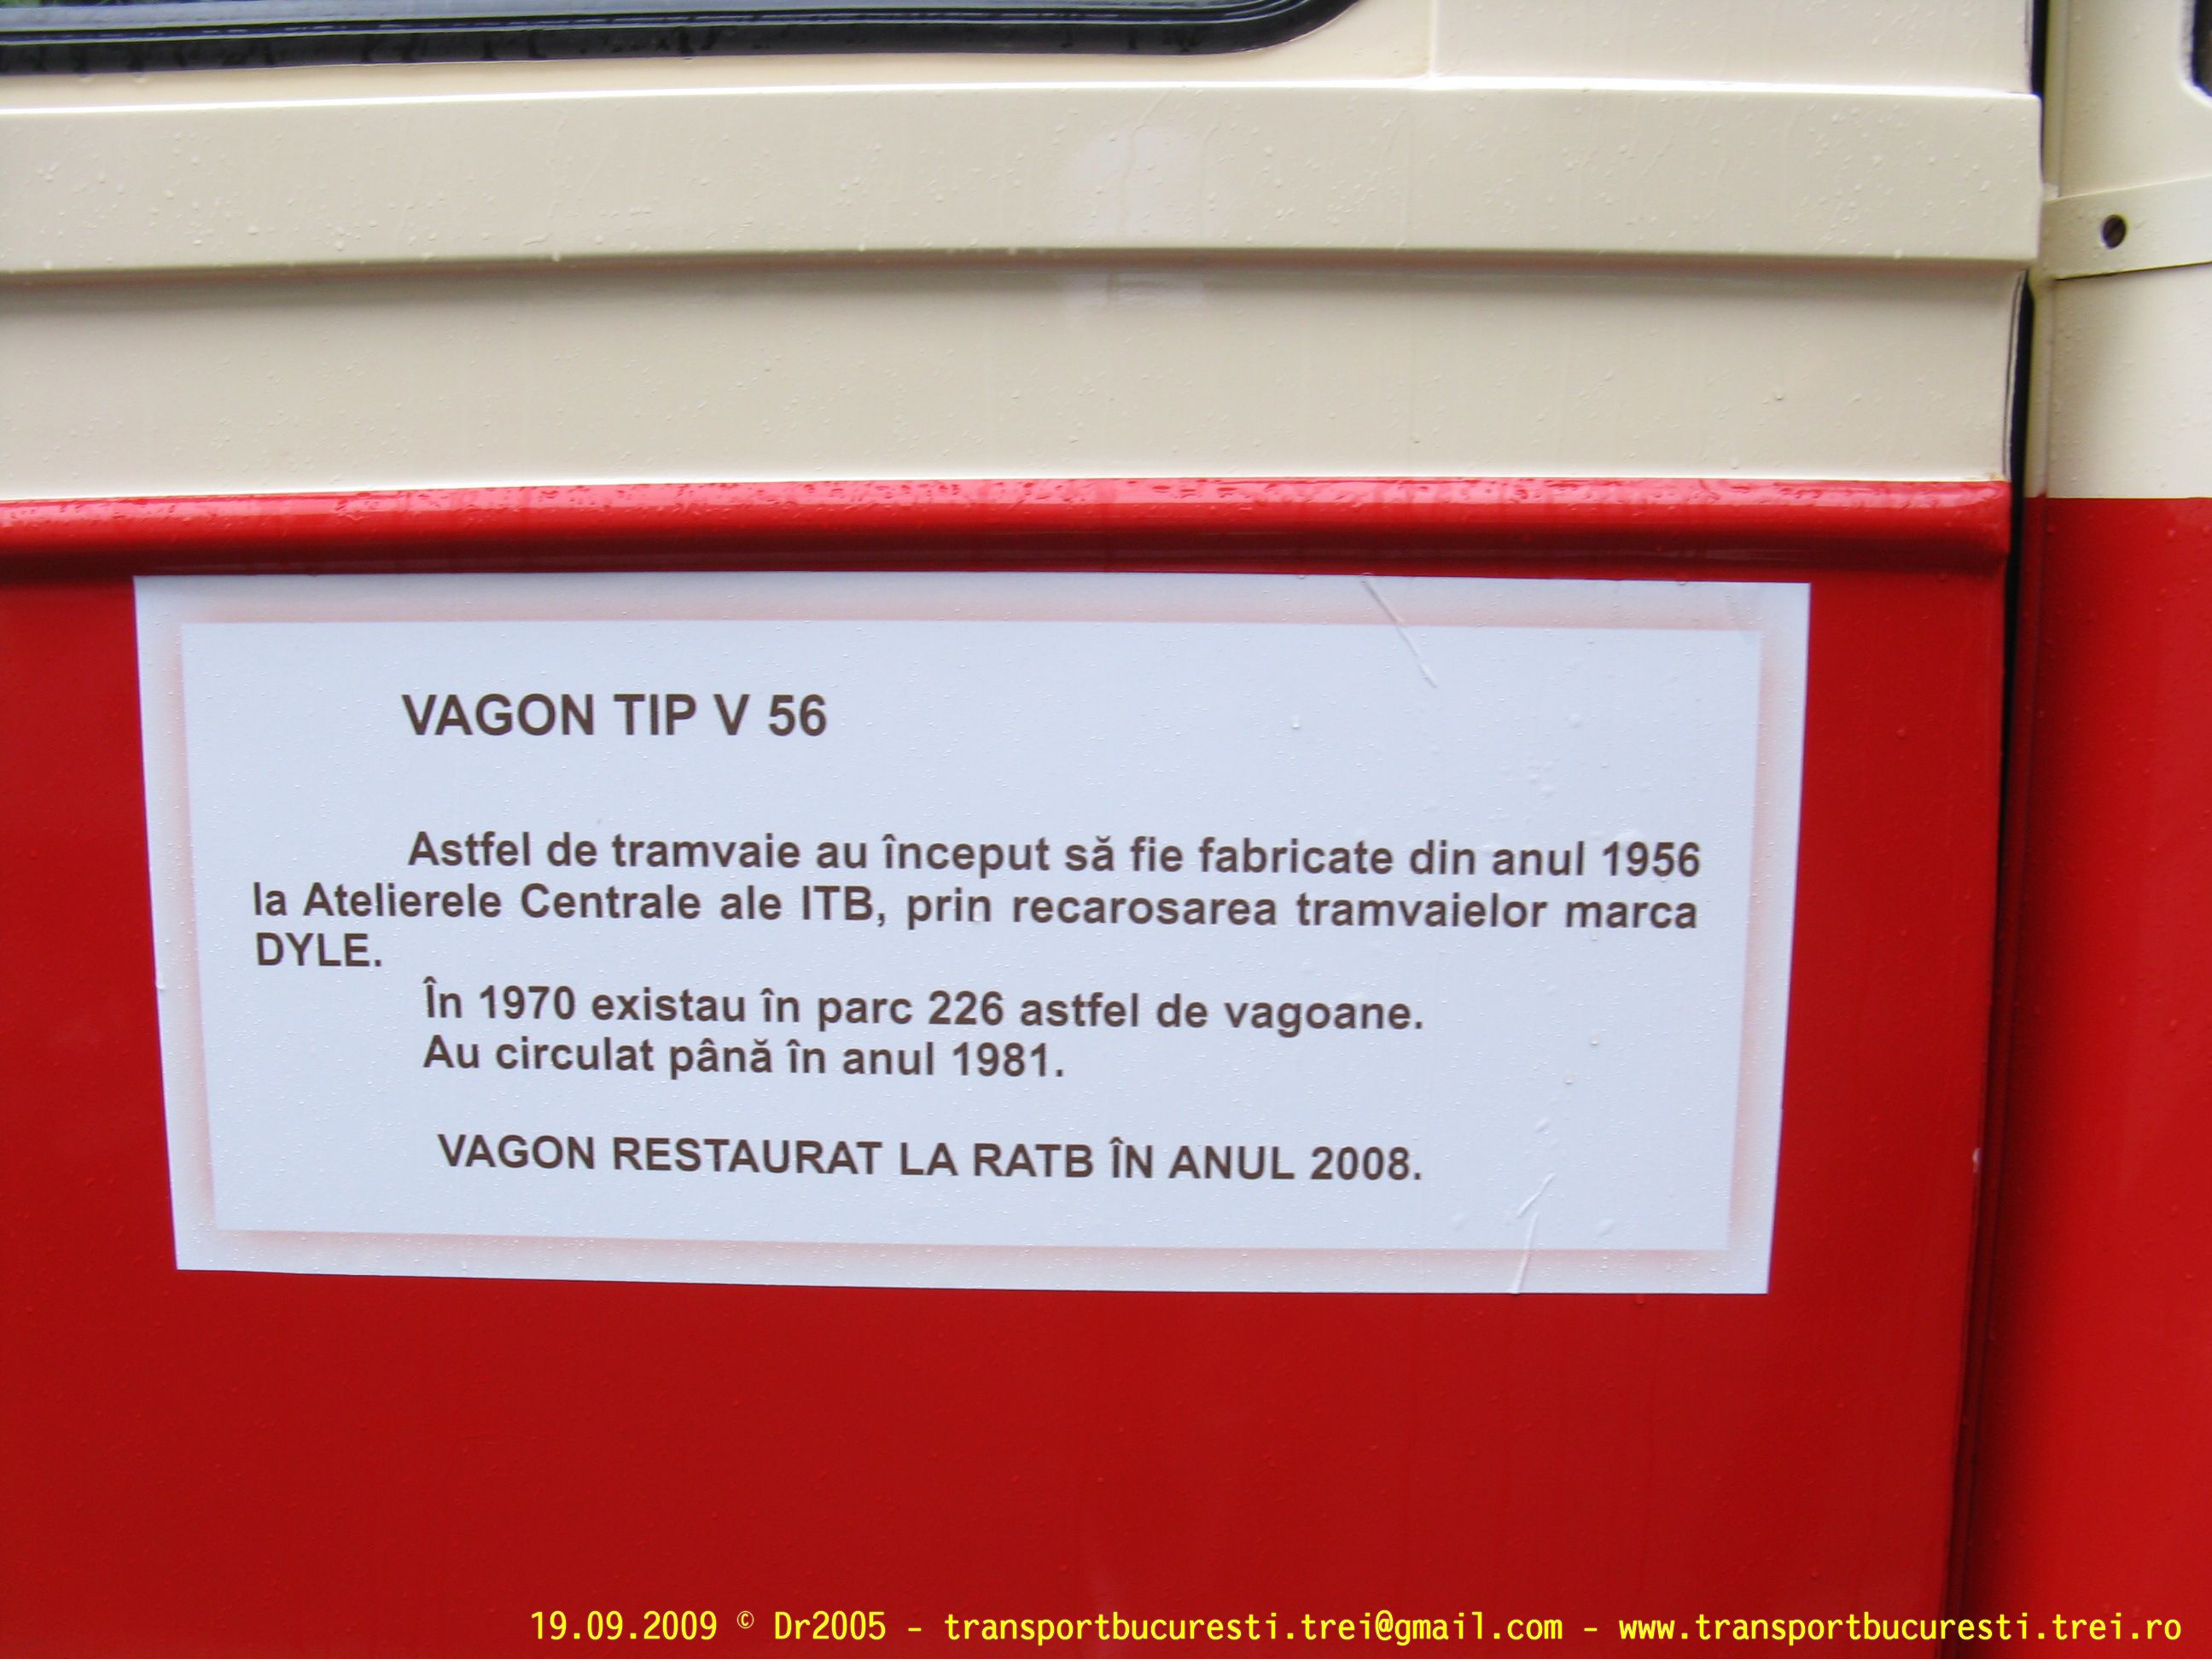 VAGON TIP V 56
Astfel de tramvaie au început să fie fabricate din anul 1956
la Atelierele Centrale ale ITB, prin recarosarea tramvaielor marca
DYLE.
În 1970 existau în parc 226 astfel de vagoane.
Au circulat până în anul 1981.
VAGON RESTAURAT LA RATB ÎN ANUL 2008.
19.09.2009 © Dr2005 - transportbucuresti.trei@gmail.com - www.transportbucuresti.trei.ro